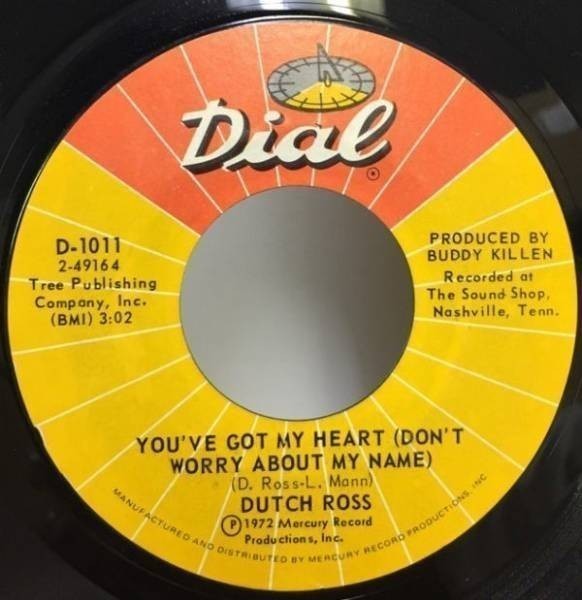 Dial
®
D-1011
2-49164
Tree Publishing
Company, Inc.
(BMI) 3:02
PRODUCED BY
BUDDY KILLEN
Recorded at
The Sound Shop,
Nashville, Tenn.
YOU'VE GOT MY HEART (DON'T
WORRY ABOUT MY NAME)
(D. Ross-L. Mann)
DUTCH ROSS
Ⓟ1972 Mercury Record
Productions, Inc.
MANUFACTURED AND DISTRIBUTED BY MERCURY RECORD PRODUCTIONS, INC